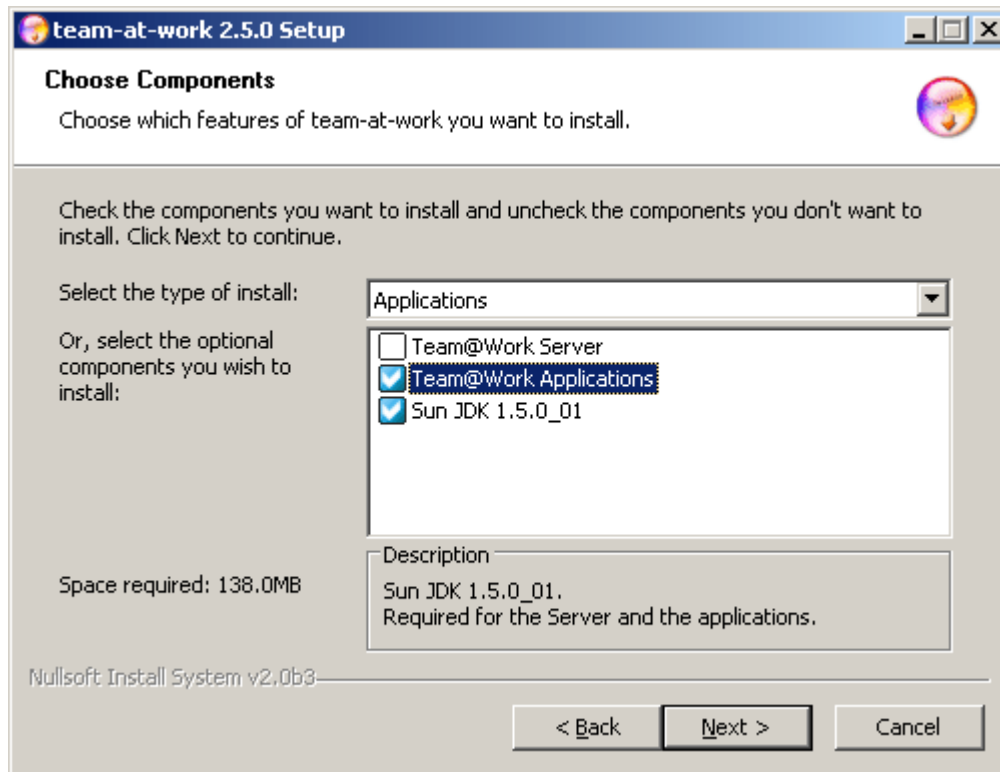 team-at-work 2.5.0 Setup
Choose Components
Choose which features of team-at-work you want to install.
Check the components you want to install and uncheck the components you don't want to
install. Click Next to continue.
Select the type of install:
Applications
Or, select the optional
components you wish to
install:
Team@Work Server
Team@Work Applications
Sun JDK 1.5.0_01
Space required: 138.0MB
Description
Sun JDK 1.5.0_01.
Required for the Server and the applications.
Nullsoft Install System v2.0b3
< Back
Next >
Cancel